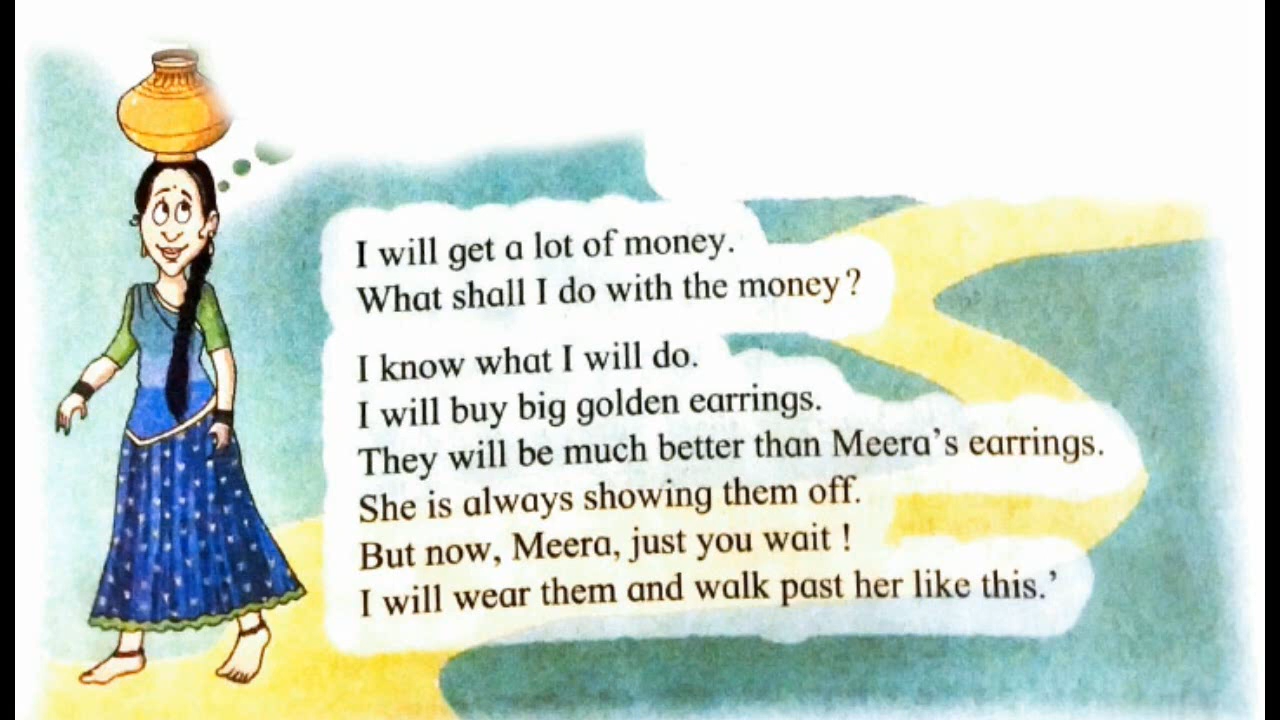 I will get a lot of money.
What shall I do with the money?
I know what I will do.
I will buy big golden earrings.
They will be much better than Meera’s earrings.
She is always showing them off.
But now, Meera, just you wait !
I will wear them and walk past her like this.’